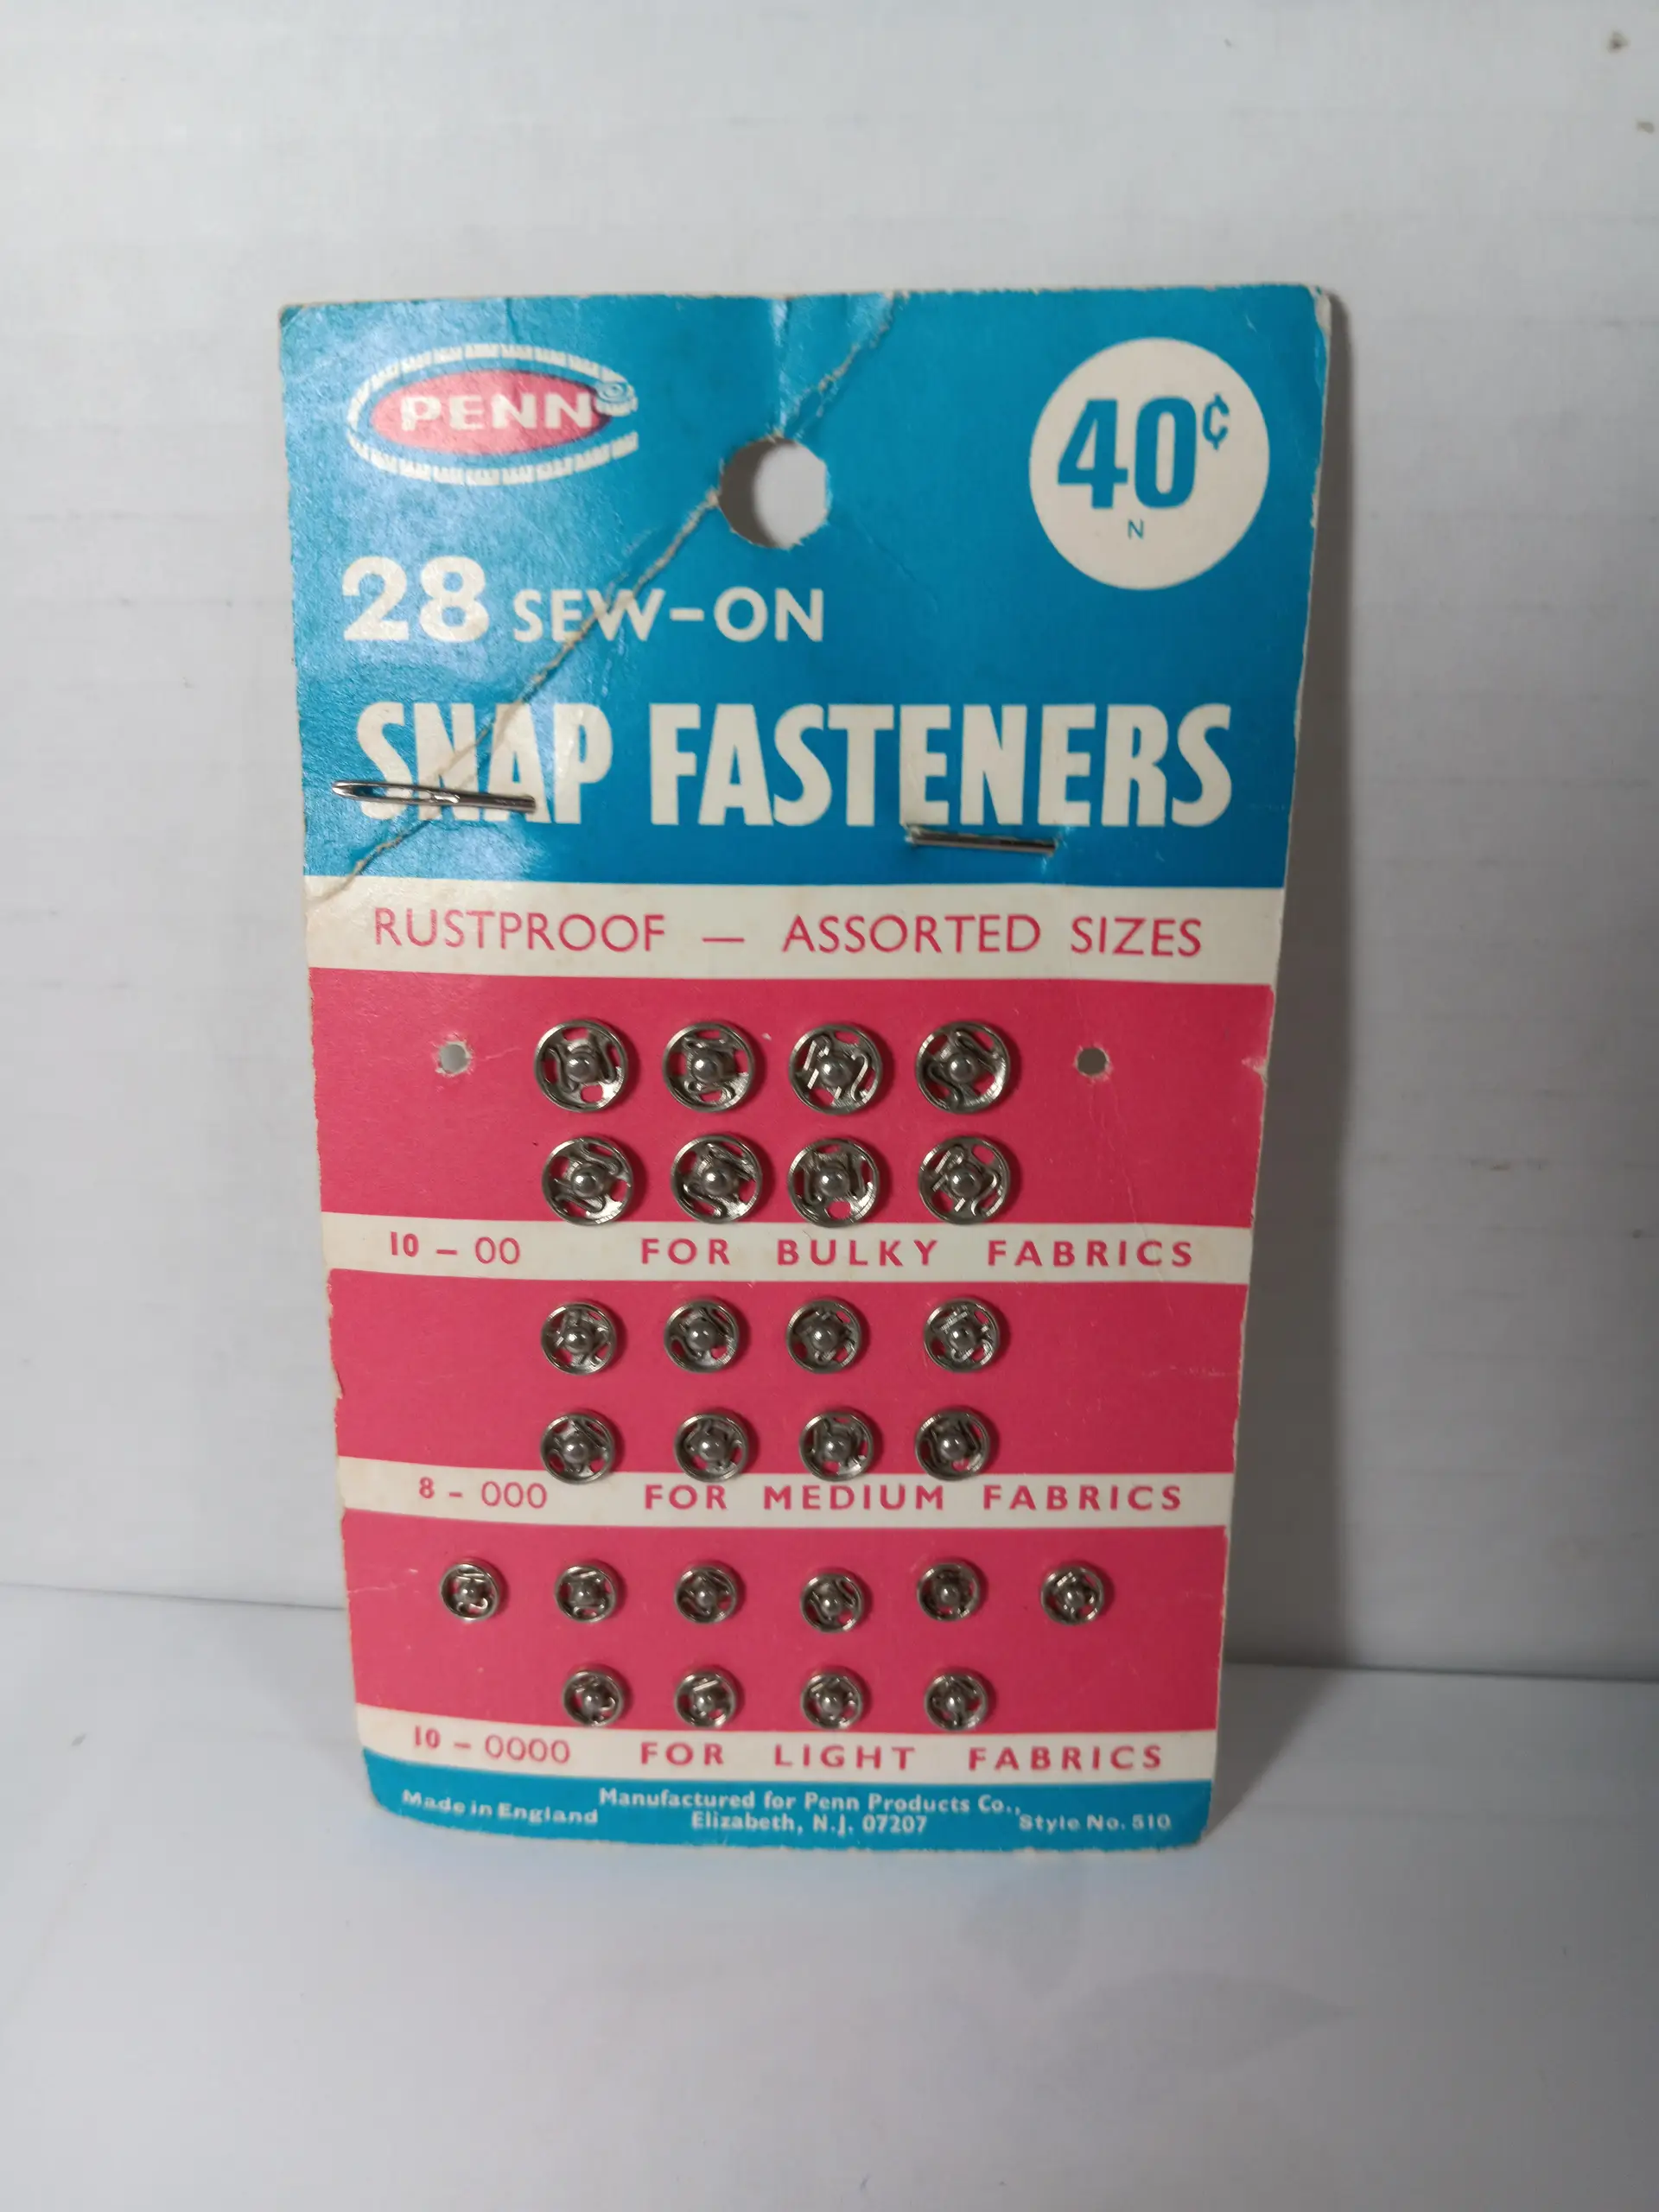 PENN
40¢
N
28 SEW-ON
SNAP FASTENERS
RUSTPROOF — ASSORTED SIZES
10 - 00 FOR BULKY FABRICS
8 - 000 FOR MEDIUM FABRICS
10 - 0000 FOR LIGHT FABRICS
Made in England
Manufactured for Penn Products Co.,
Elizabeth, N.J. 07207
Style No. 510